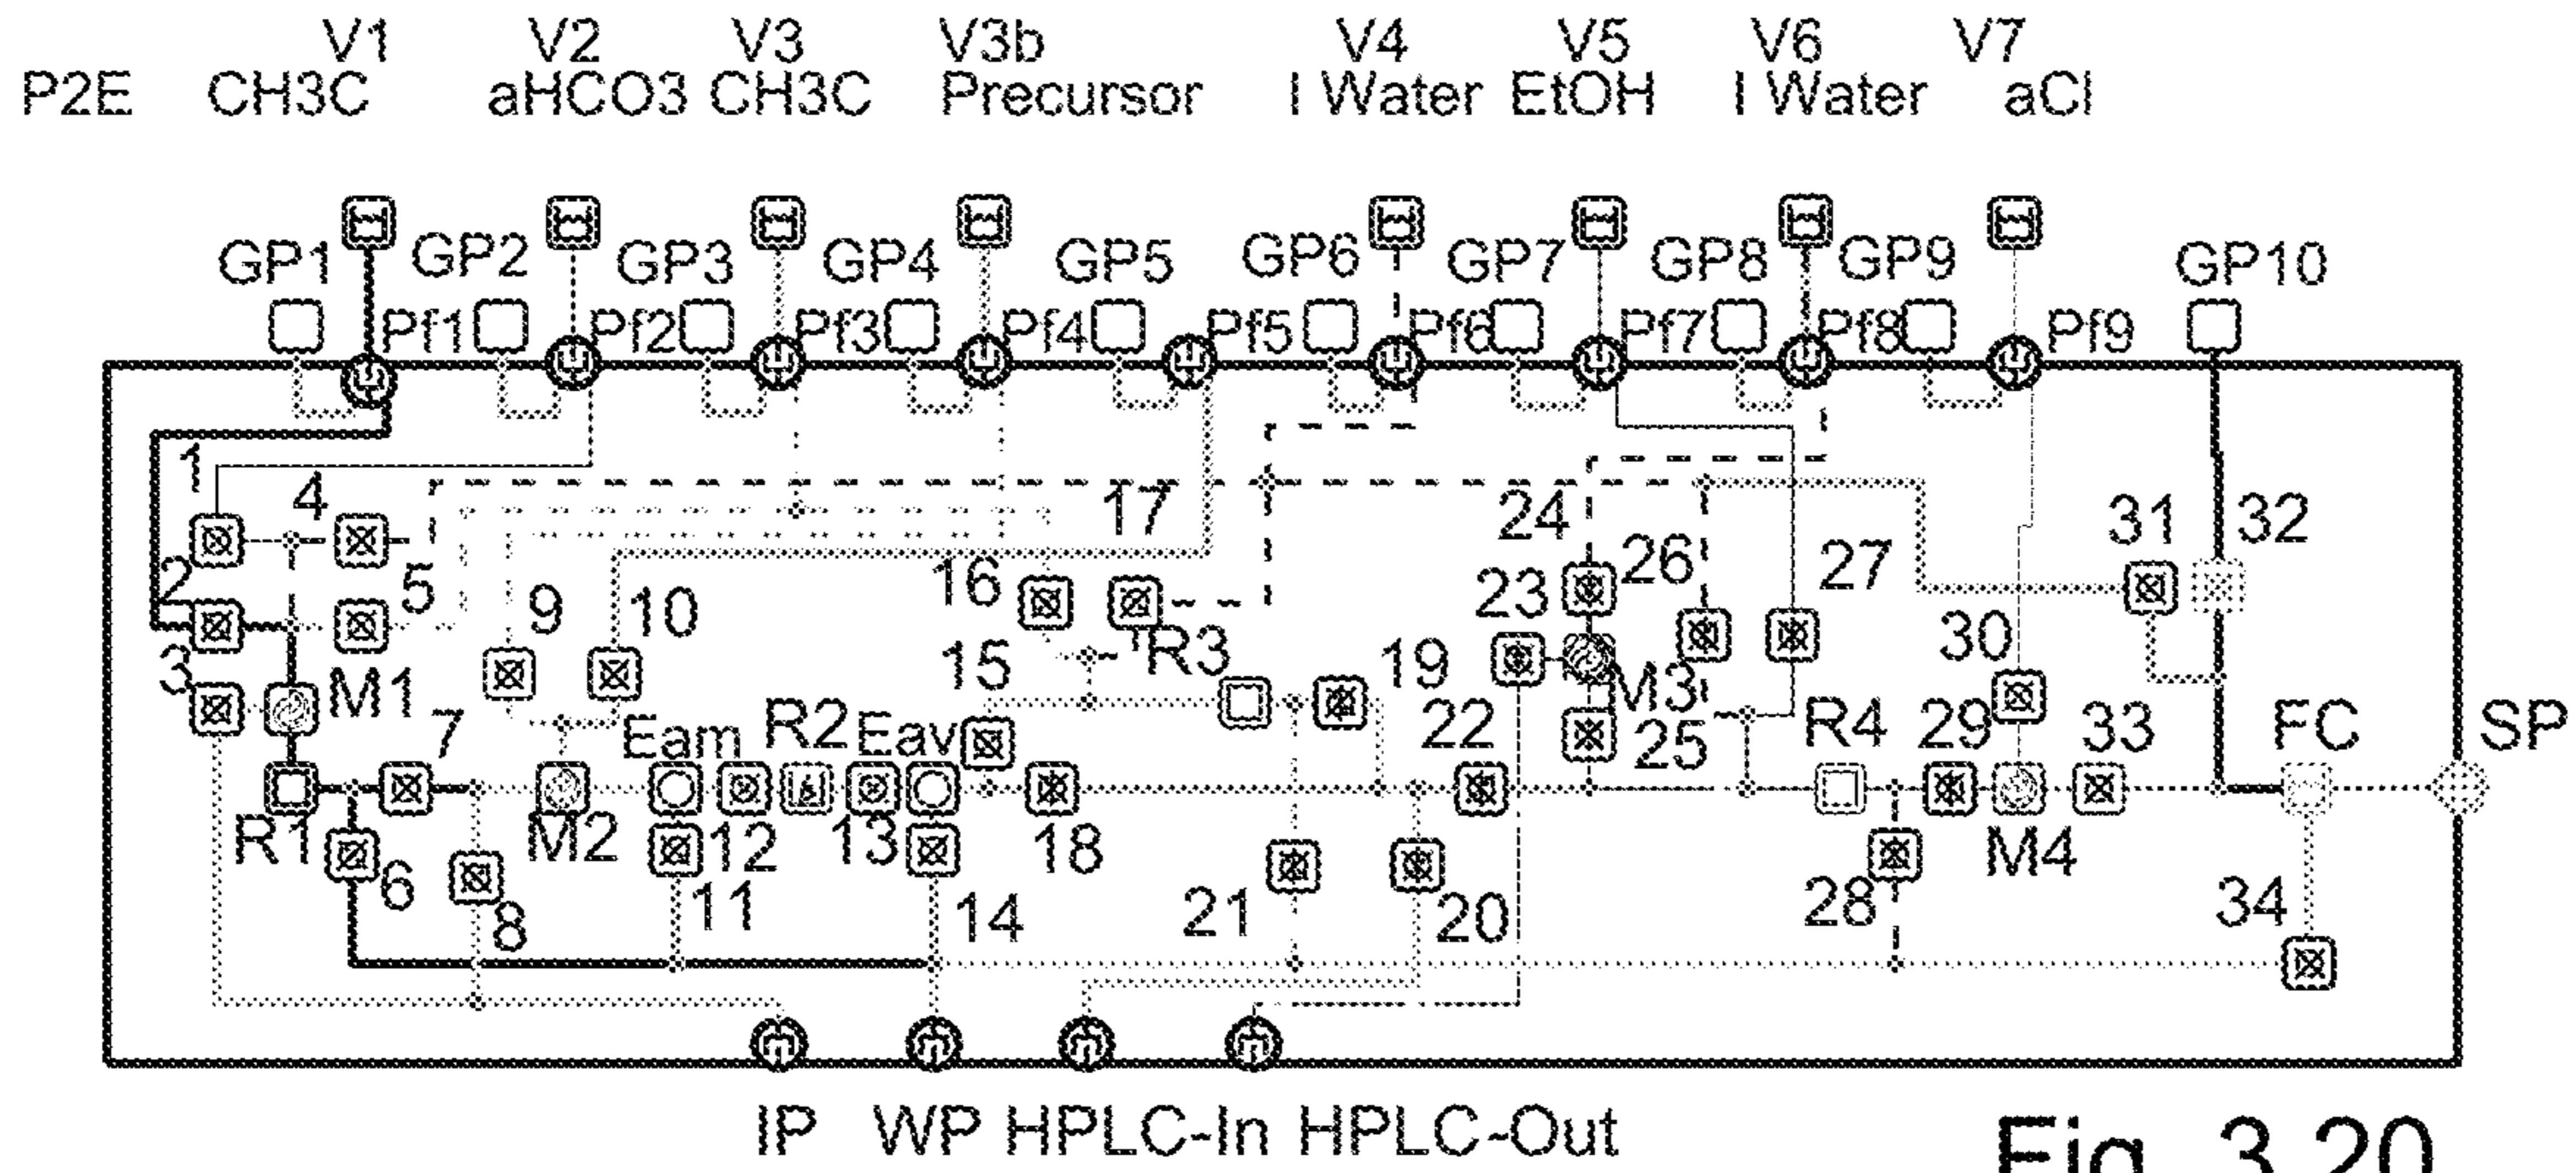 V1 V2 V3 V3b V4 V5 V6 V7
P2E CH3C aHCO3 CH3C Precursor I Water EtOH I Water aCl
GP1 GP2 GP3 GP4 GP5 GP6 GP7 GP8 GP9 GP10
Pf1 Pf2 Pf3 Pf4 Pf5 Pf6 Pf7 Pf8 Pf9
1 4 17 24 31 32
2 5 9 10 16 23 26 27 30
3 M1 7 15 R3 19 M3
Eam R2 Eav 22 25 R4 29 33 FC SP
R1 M2 12 13 18 M4
6 8 11 14 21 20 28 34
IP WP HPLC-In HPLC-Out
Fig. 3.20